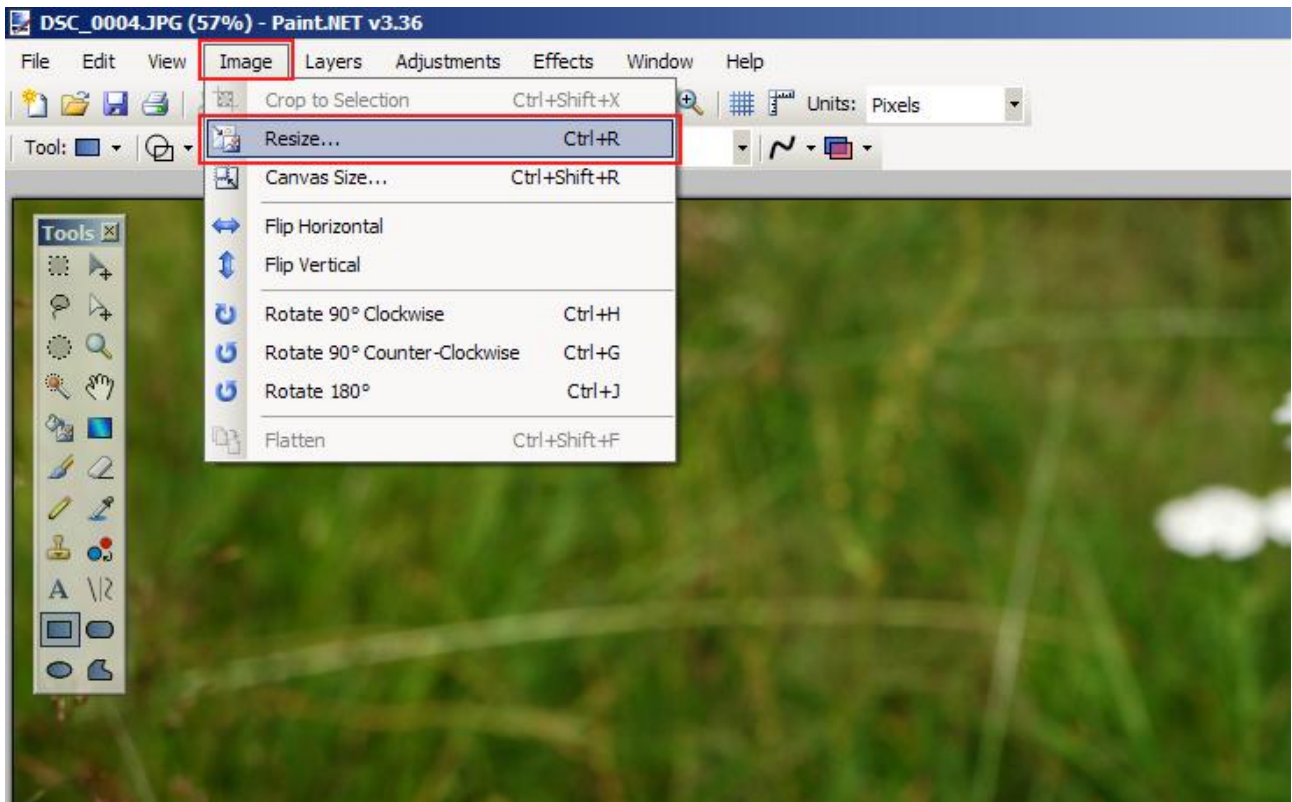 DSC_0004.JPG (57%) - Paint.NET v3.36
File Edit View Image Layers Adjustments Effects Window Help
Units: Pixels
Tool:
Crop to Selection Ctrl+Shift+X
Resize... Ctrl+R
Canvas Size... Ctrl+Shift+R
Flip Horizontal
Flip Vertical
Rotate 90° Clockwise Ctrl+H
Rotate 90° Counter-Clockwise Ctrl+G
Rotate 180° Ctrl+J
Flatten Ctrl+Shift+F
Tools